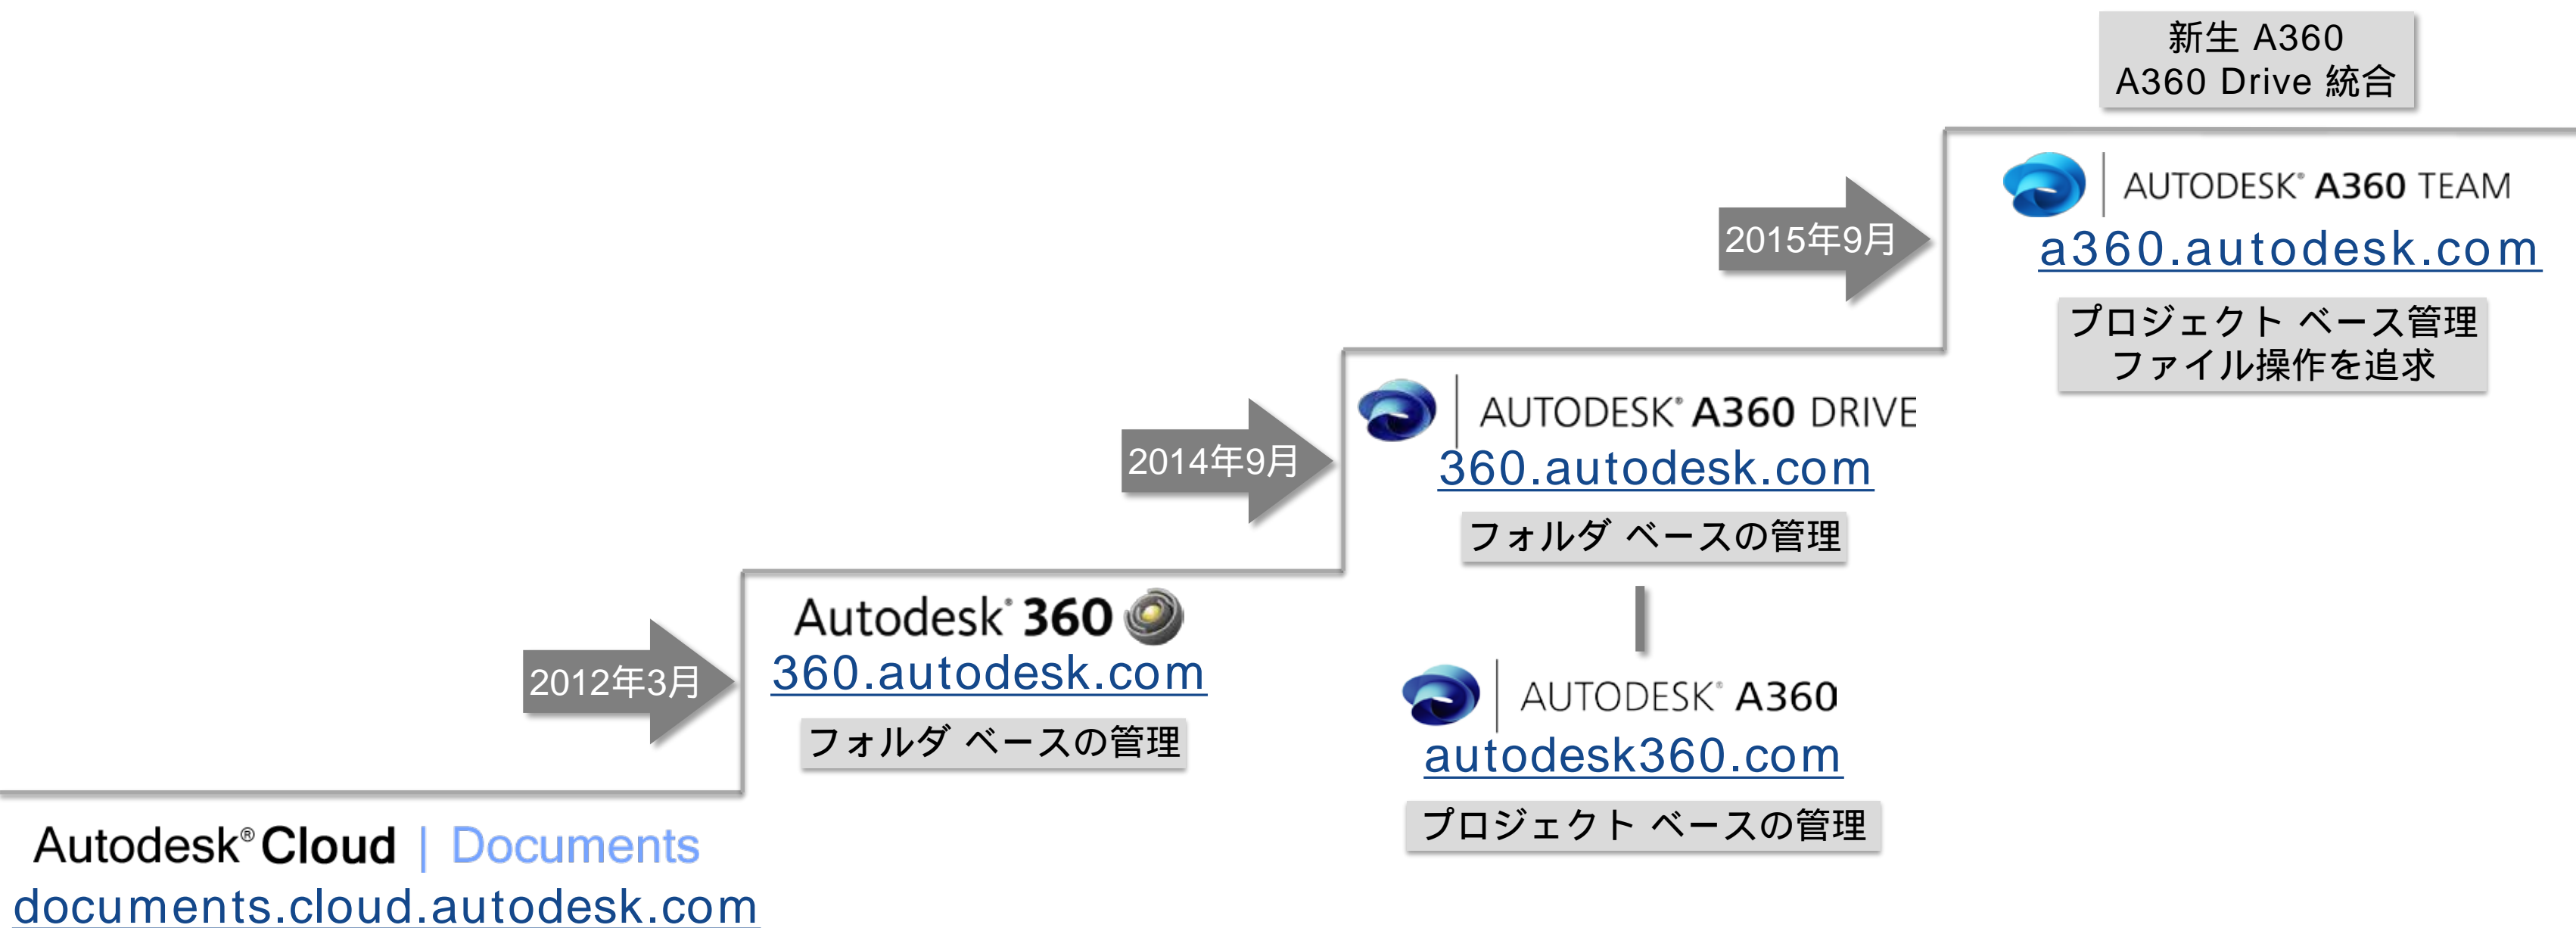 新生 A360
A360 Drive 統合
AUTODESK® A360 TEAM
2015年9月
a360.autodesk.com
プロジェクト ベース管理
ファイル操作を追求
AUTODESK® A360 DRIVE
2014年9月
360.autodesk.com
フォルダ ベースの管理
Autodesk® 360
2012年3月
360.autodesk.com
フォルダ ベースの管理
AUTODESK® A360
autodesk360.com
プロジェクト ベースの管理
Autodesk® Cloud | Documents
documents.cloud.autodesk.com